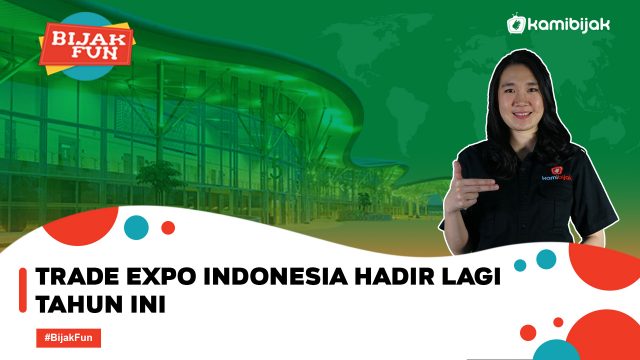 BIJAK
FUN
kamibijak
kamibijak
TRADE EXPO INDONESIA HADIR LAGI
TAHUN INI
#BijakFun